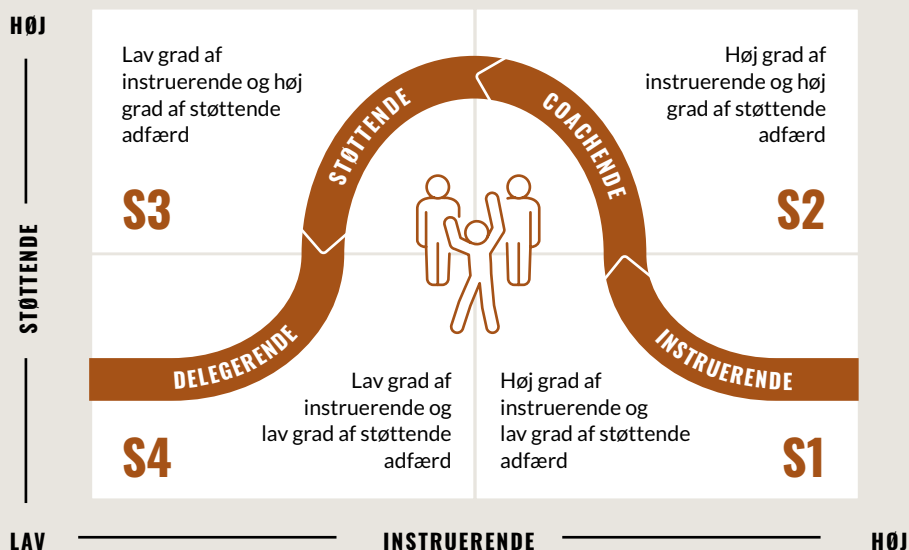 HØJ
Lav grad af
instruerende og høj
grad af støttende
adfærd
S3
STØTTENDE
COACHENDE
Høj grad af
instruerende og høj
grad af støttende
adfærd
S2
STØTTENDE
DELEGERENDE
Lav grad af
instruerende og
lav grad af støttende
adfærd
S4
INSTRUERENDE
Høj grad af
instruerende og
lav grad af støttende
adfærd
S1
LAV
INSTRUERENDE
HØJ